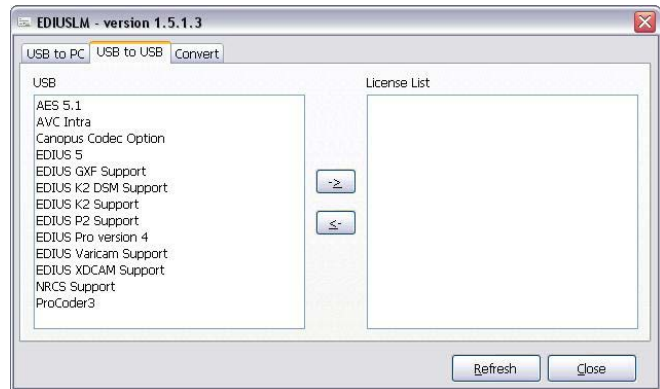 EDIUSLM - version 1.5.1.3
USB to PC USB to USB Convert
USB License List
AES 5.1
AVC Intra
Canopus Codec Option
EDIUS 5
EDIUS GXF Support
EDIUS K2 DSM Support
EDIUS K2 Support
EDIUS P2 Support
EDIUS Pro version 4
EDIUS Varicam Support
EDIUS XDCAM Support
NRCS Support
ProCoder3
->
<-
Refresh Close